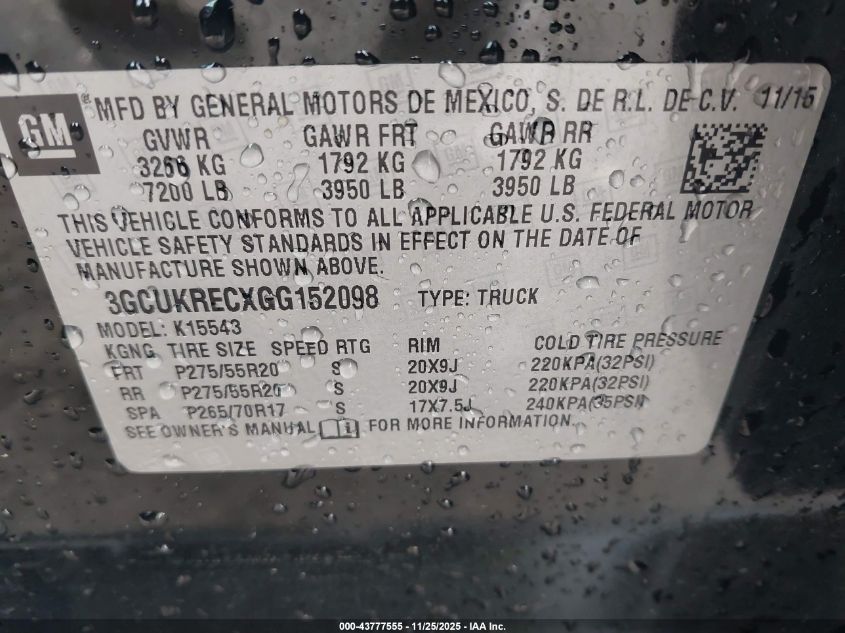 GM
® MFD BY GENERAL MOTORS DE MEXICO, S. DE R.L. DE C.V. 11/15
GVWR GAWR FRT GAWR RR
3266 KG 1792 KG 1792 KG
7200 LB 3950 LB 3950 LB
THIS VEHICLE CONFORMS TO ALL APPLICABLE U.S. FEDERAL MOTOR
VEHICLE SAFETY STANDARDS IN EFFECT ON THE DATE OF
MANUFACTURE SHOWN ABOVE.
3GCUKRECXGG152098 TYPE: TRUCK
MODEL: K15543
KGNG TIRE SIZE SPEED RTG RIM COLD TIRE PRESSURE
FRT P275/55R20 S 20X9J 220KPA(32PSI)
RR P275/55R20 S 20X9J 220KPA(32PSI)
SPA P265/70R17 S 17X7.5J 240KPA(35PSI)
SEE OWNER'S MANUAL FOR MORE INFORMATION.
000-43777555 - 11/25/2025 - IAA Inc.